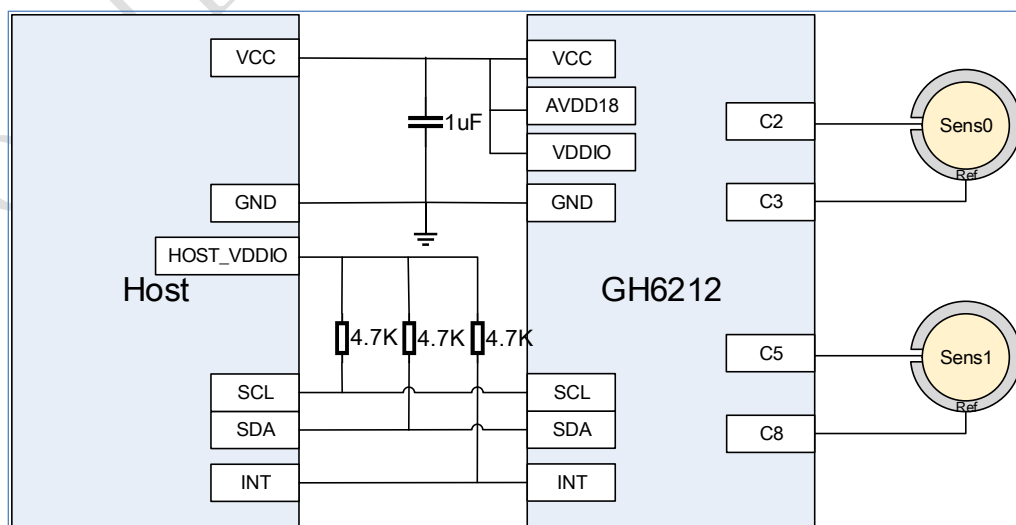 VCC
VCC
AVDD18
1uF
VDDIO
C2
Sens0
Ref
GND
GND
C3
HOST_VDDIO
Host
GH6212
4.7K
4.7K
4.7K
C5
Sens1
Ref
SCL
SCL
SDA
SDA
C8
INT
INT